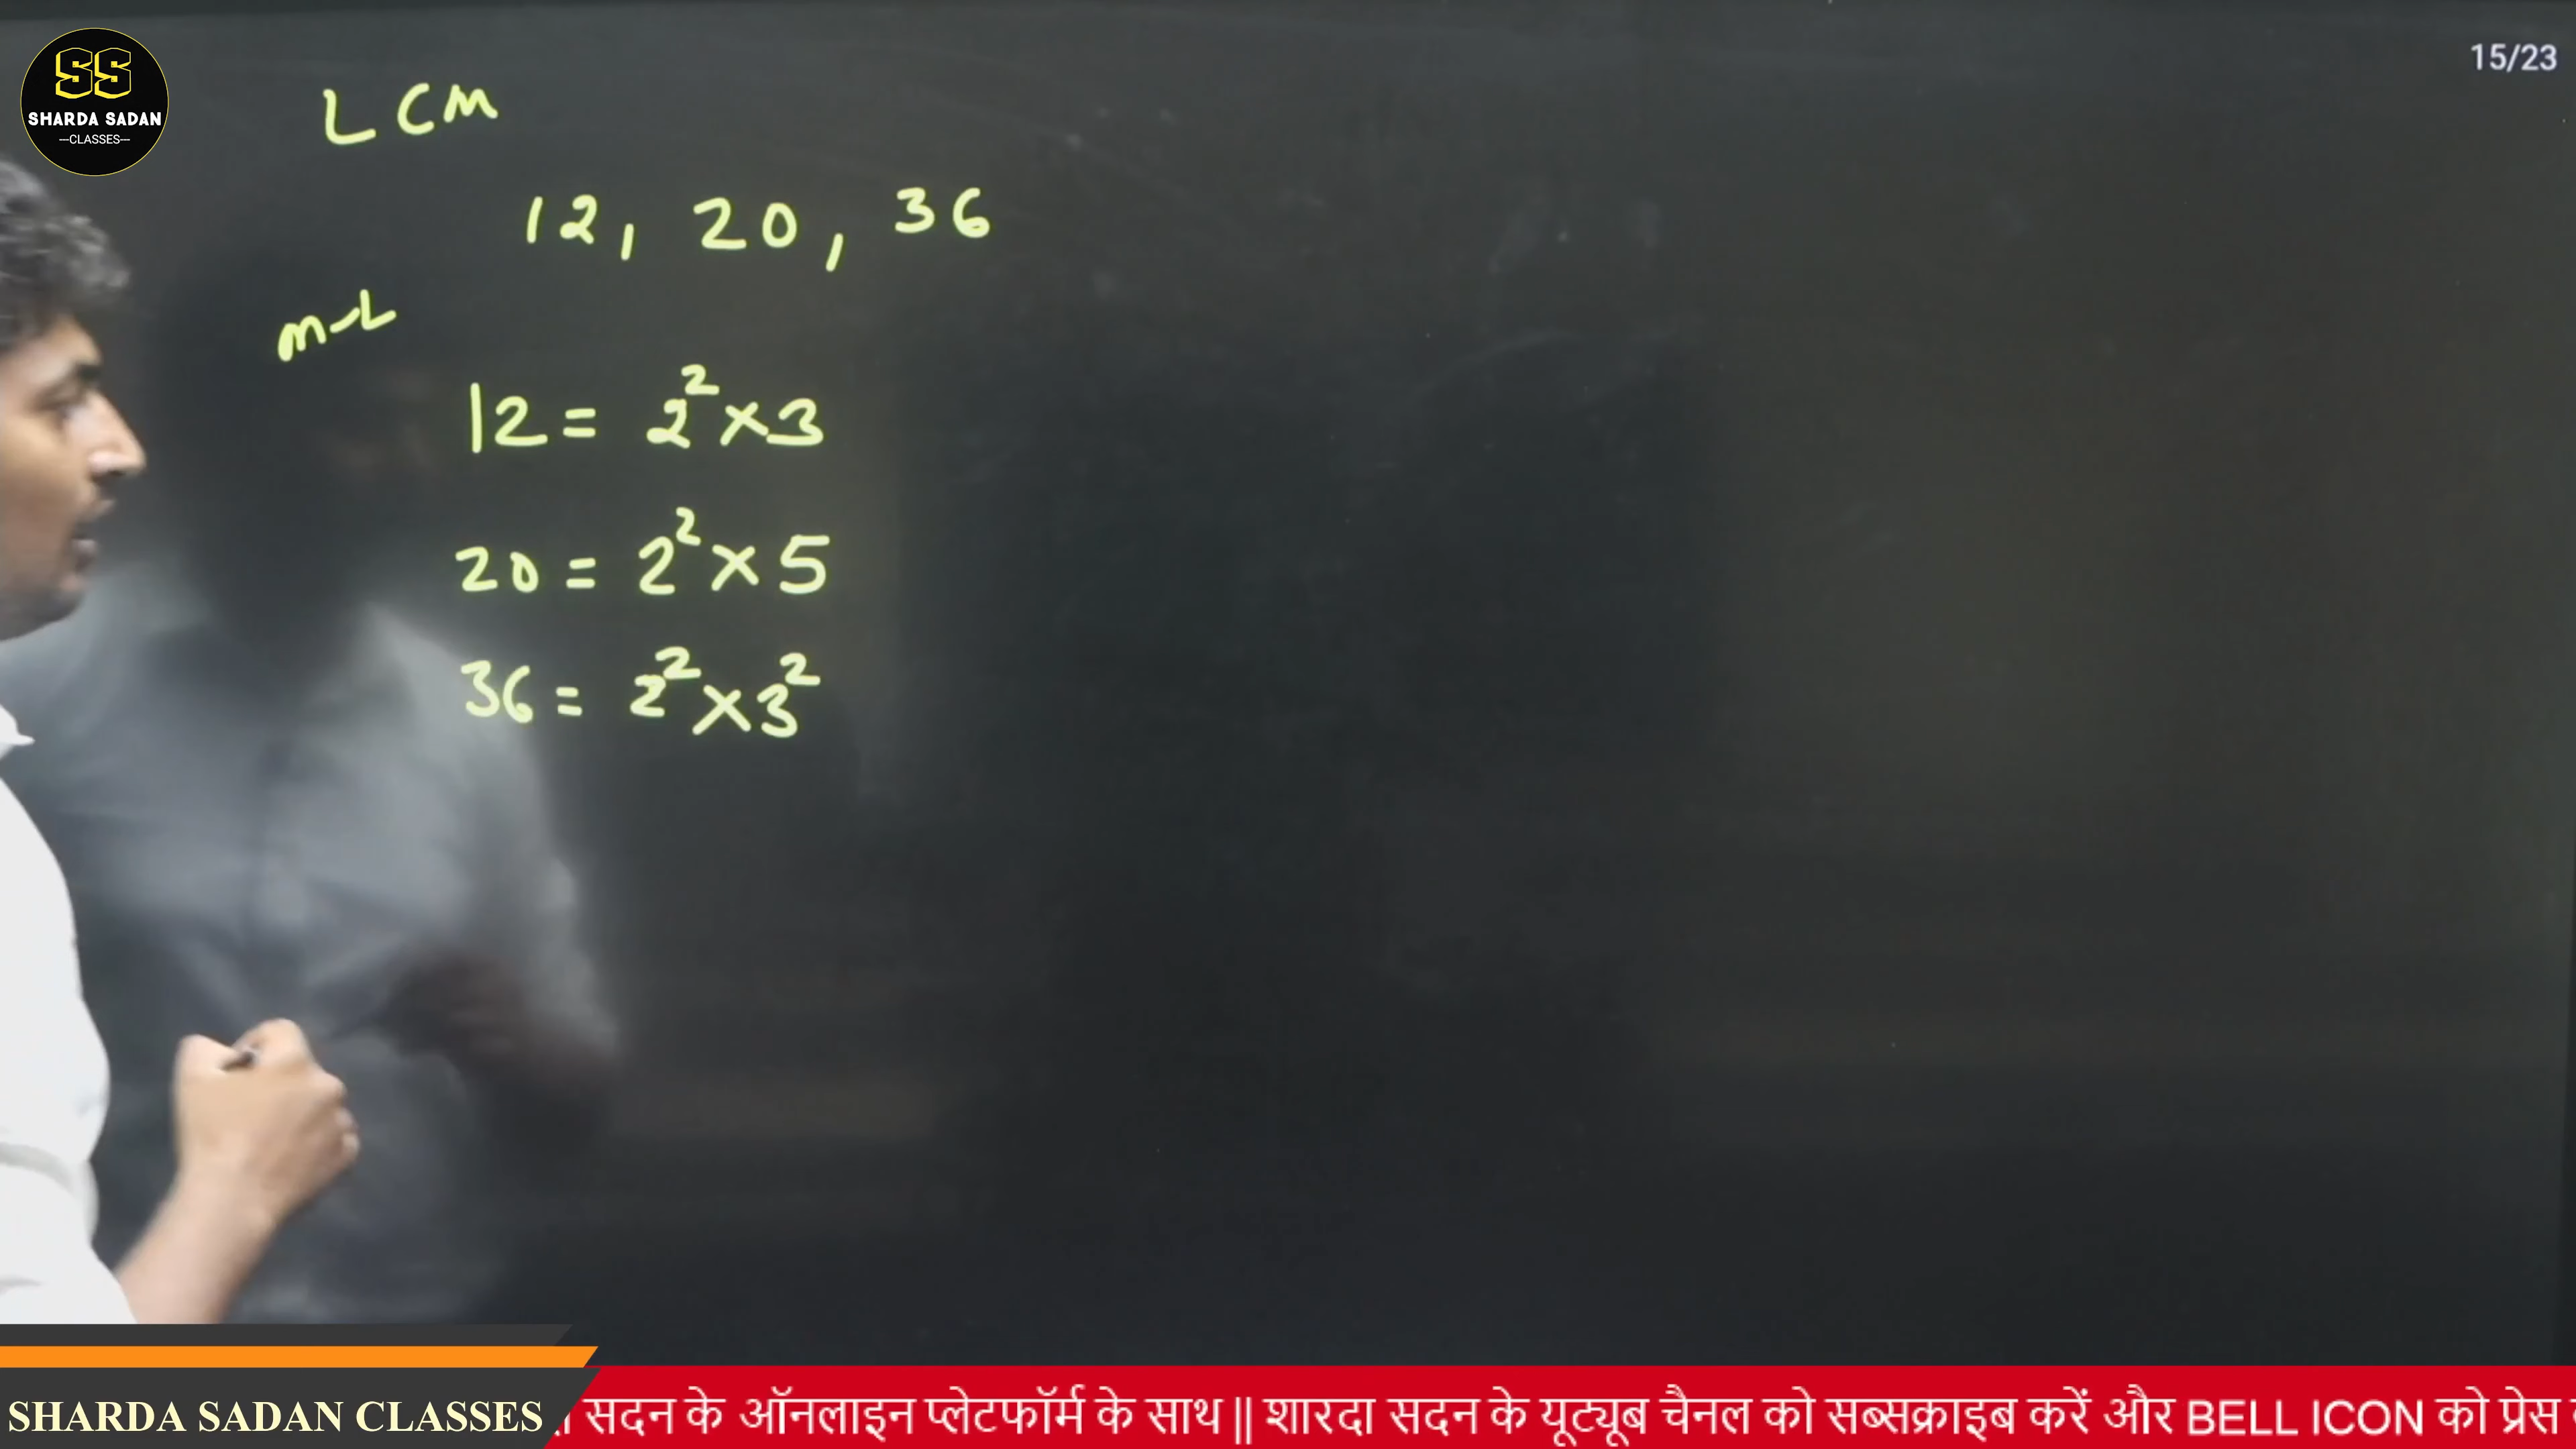 SS
SHARDA SADAN
—CLASSES—
15/23
LCM
12, 20, 36
M-L
12 = 2² × 3
20 = 2² × 5
36 = 2² × 3²
SHARDA SADAN CLASSES
सदन के ऑनलाइन प्लेटफॉर्म के साथ || शारदा सदन के यूट्यूब चैनल को सब्सक्राइब करें और BELL ICON को प्रेस